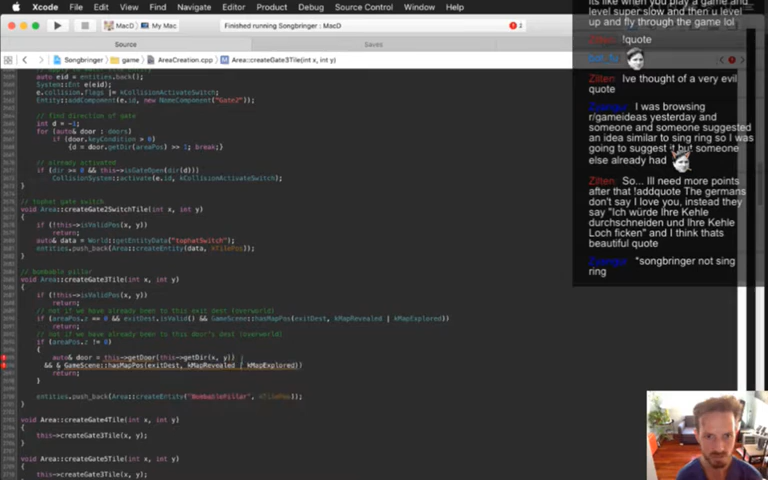 Xcode File Edit View Find Navigate Editor Product Debug Source Control Window Help
MacD My Mac Finished running Songbringer : MacD
Source Saves
Songbringer game AreaCreation.cpp Area::createGate3Tile(int x, int y)
auto eid = entities.back();
System::Ent e(eid);
e.collision.flags |= kCollisionActivateSwitch;
Entity::addComponent(e.id, new NameComponent("Gate2"));
// find direction of gate
int d = -1;
for (auto& door : doors)
if (door.keyCondition > 0)
{d = door.getDir(areaPos) >> 1; break;}
// already activated
if (d >= 0 && this->isGateOpen(dir(d)))
CollisionSystem::activate(e.id, kCollisionActivateSwitch);
}
// tophat gate switch
void Area::createGate2SwitchTile(int x, int y)
{
if (!this->isValidPos(x, y))
return;
auto& data = World::getEntityData("tophatSwitch");
entities.push_back(Area::createEntity(data, kTilePos));
}
// bombable pillar
void Area::createGate3Tile(int x, int y)
{
if (!this->isValidPos(x, y))
return;
// not if we have already been to this exit dest (overworld)
if (areaPos.z == 0 && exitDest.isValid() && GameScene::hasMapPos(exitDest, kMapRevealed | kMapExplored))
return;
// not if we have already been to this door's dest (overworld)
if (areaPos.z != 0)
{
auto& door = this->getDoor(this->getDir(x, y))
&& & GameScene::hasMapPos(exitDest, kMapRevealed | kMapExplored))
return;
}
entities.push_back(Area::createEntity("BombablePillar", kTilePos));
}
void Area::createGate4Tile(int x, int y)
{
this->createGate3Tile(x, y);
}
void Area::createGate5Tile(int x, int y)
{
this->createGate3Tile(x, y);
its like when you play a game and
level super slow and then u level
up and fly through the game lol
Zilten !quote
Zilten Ive thought of a very evil
quote
I was browsing
r/gameideas yesterday and
someone and someone suggested
an idea similar to sing ring so I was
going to suggest it but someone
else already had
Zilten So... Ill need more points
after that !addquote The germans
don't say I love you, instead they
say "Ich würde Ihre Kehle
durchschneiden und Ihre Kehle
Loch ficken" and I think thats
beautiful quote
*songbringer not sing
ring